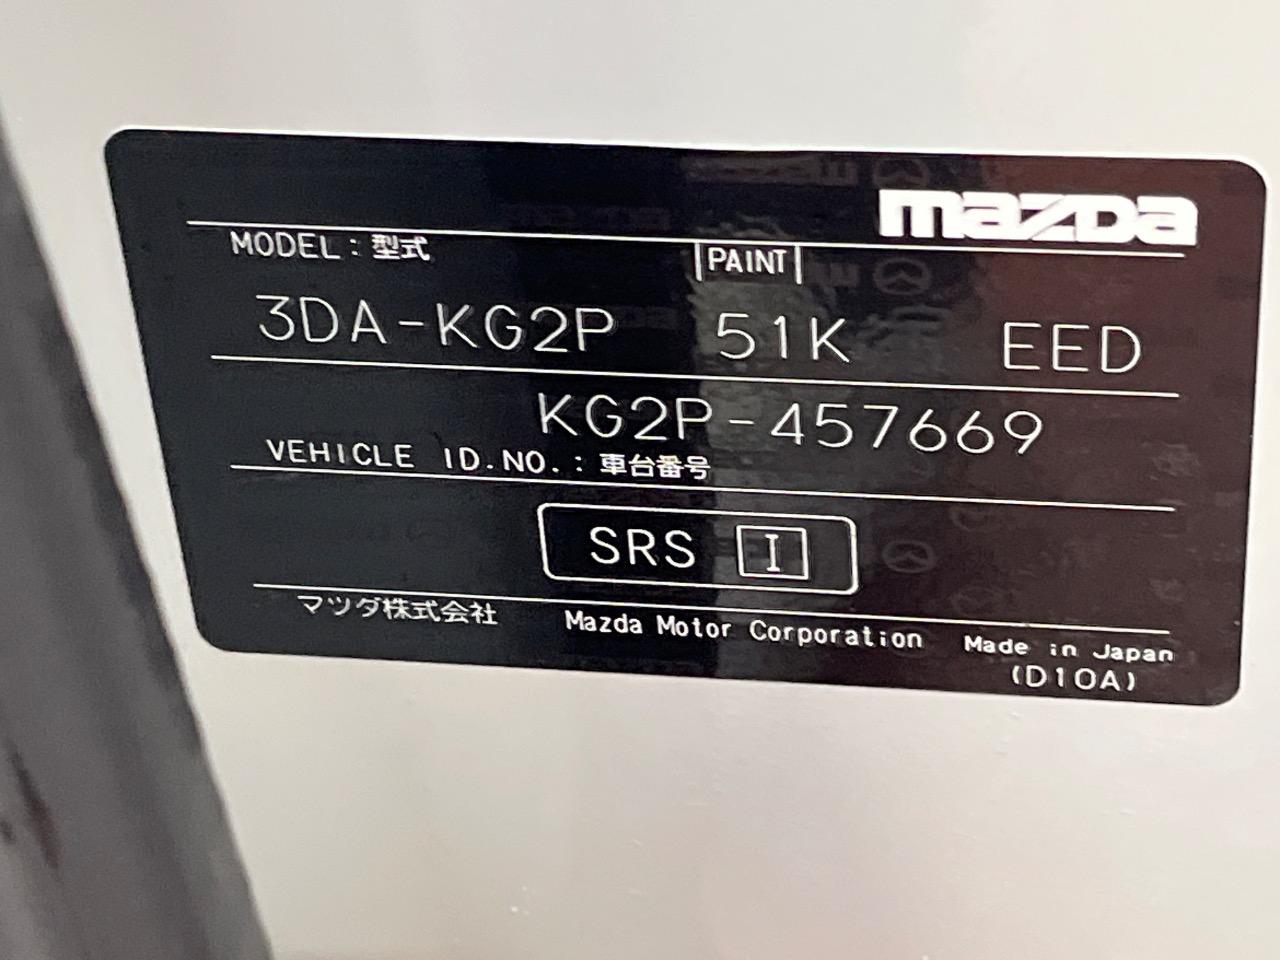 mazda
MODEL : 型式 PAINT
3DA-KG2P 51K EED
KG2P-457669
VEHICLE ID.NO. : 車台番号
SRS I
マツダ株式会社 Mazda Motor Corporation Made in Japan
(D10A)